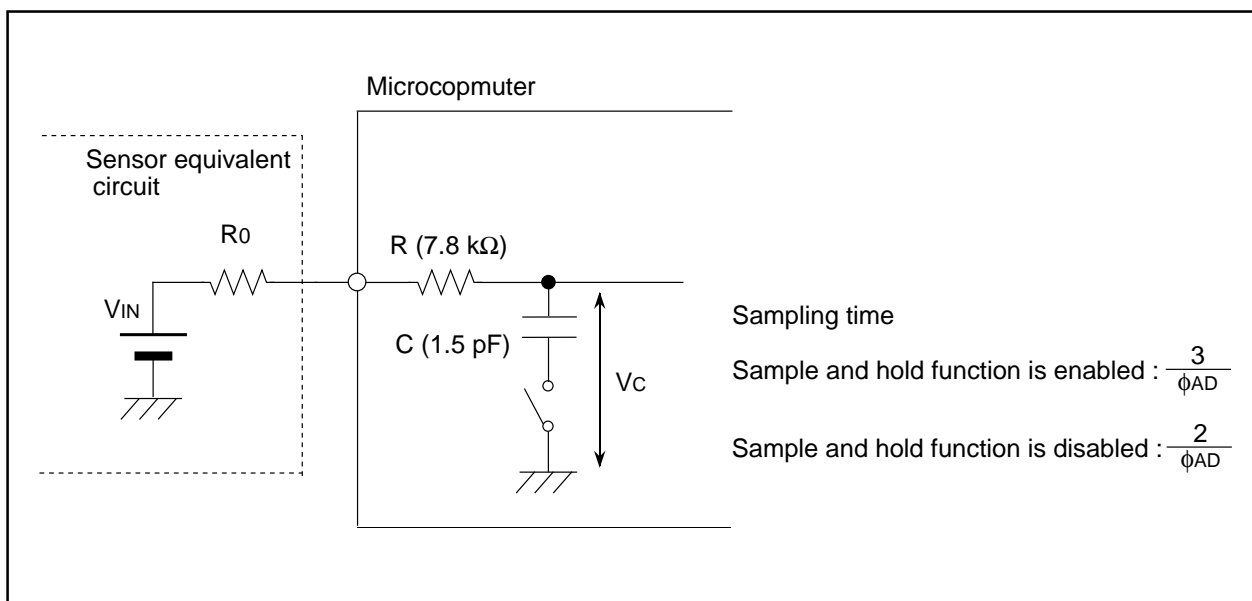 Microcopmuter
Sensor equivalent
circuit
R0
R (7.8 kΩ)
VIN
C (1.5 pF)
VC
Sampling time
Sample and hold function is enabled : 3/ϕAD
Sample and hold function is disabled : 2/ϕAD